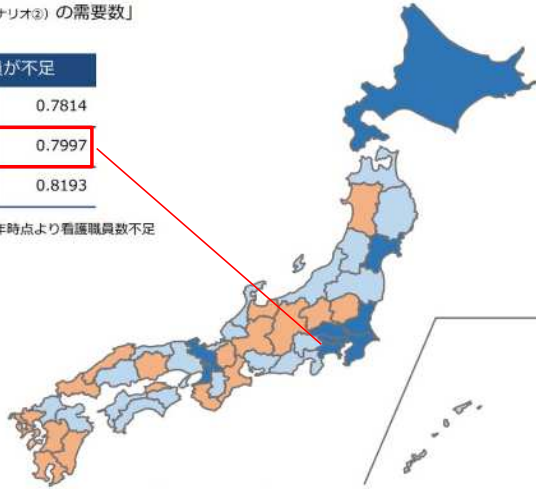 ナリオ②) の需要数」
員が不足
0.7814
0.7997
0.8193
年時点より看護職員数不足